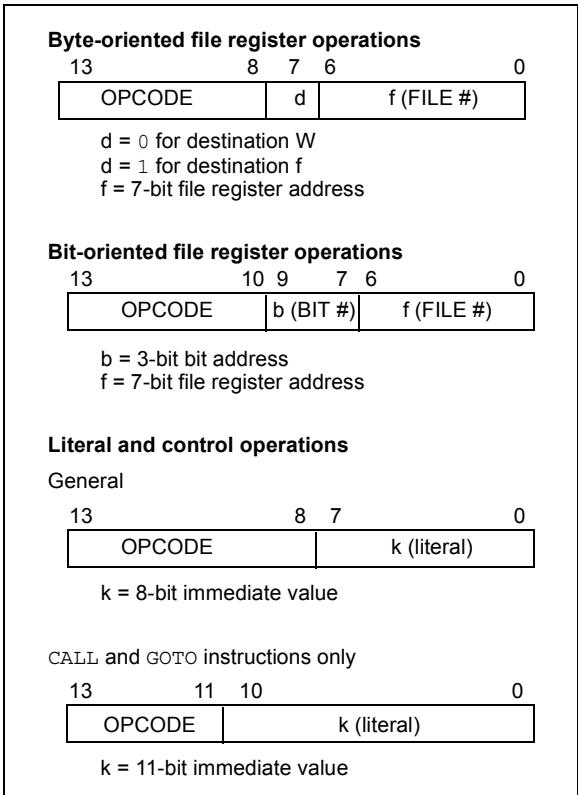 Byte-oriented file register operations
13 8 7 6 0
OPCODE d f (FILE #)
d = 0 for destination W
d = 1 for destination f
f = 7-bit file register address
Bit-oriented file register operations
13 10 9 7 6 0
OPCODE b (BIT #) f (FILE #)
b = 3-bit bit address
f = 7-bit file register address
Literal and control operations
General
13 8 7 0
OPCODE k (literal)
k = 8-bit immediate value
CALL and GOTO instructions only
13 11 10 0
OPCODE k (literal)
k = 11-bit immediate value